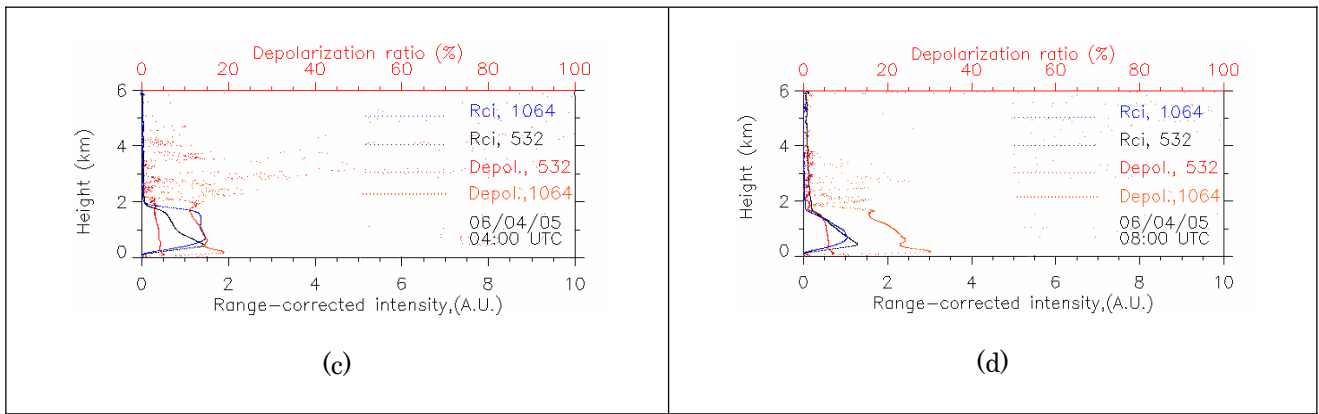 Depolarization ratio (%)
0 20 40 60 80 100
6
4
2
0
Height (km)
Rci, 1064
Rci, 532
Depol., 532
Depol.,1064
06/04/05
04:00 UTC
0 2 4 6 8 10
Range-corrected intensity,(A.U.)
(c)
Depolarization ratio (%)
0 20 40 60 80 100
6
4
2
0
Height (km)
Rci, 1064
Rci, 532
Depol., 532
Depol.,1064
06/04/05
08:00 UTC
0 2 4 6 8 10
Range-corrected intensity,(A.U.)
(d)